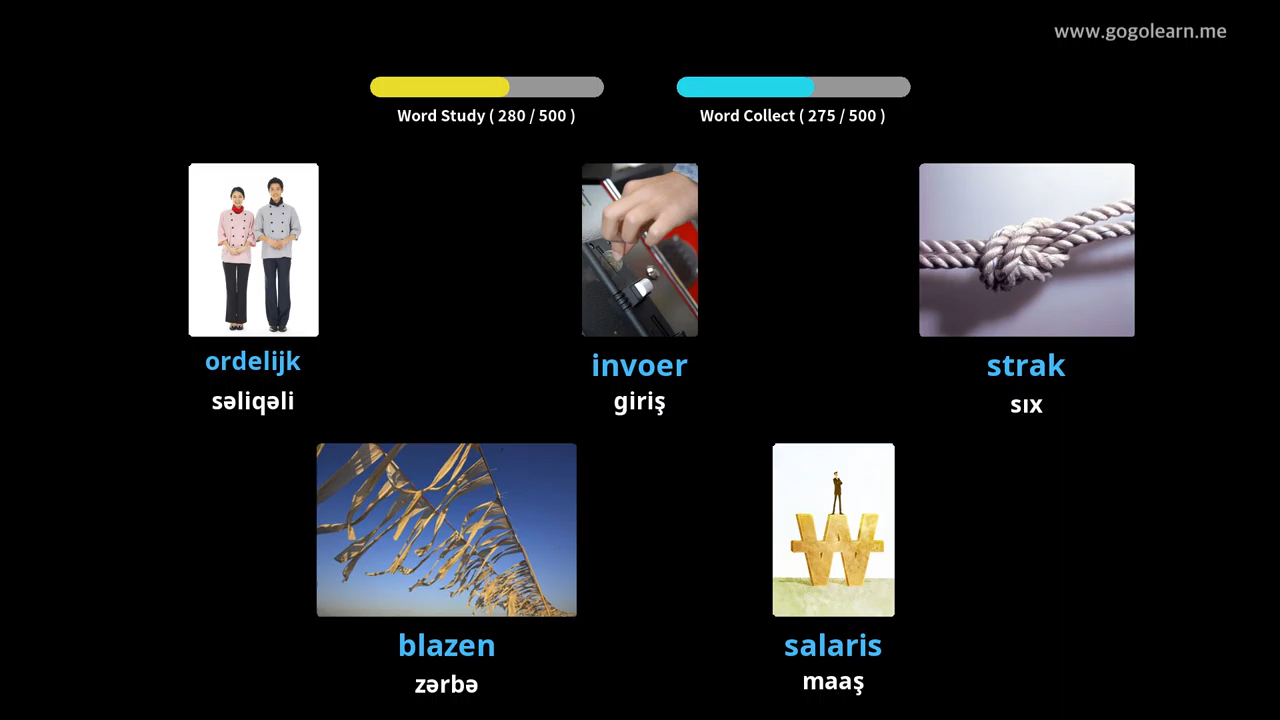 www.gogolearn.me
Word Study ( 280 / 500 )
Word Collect ( 275 / 500 )
ordelijk
səliqəli
invoer
giriş
strak
sıx
blazen
zərbə
salaris
maaş